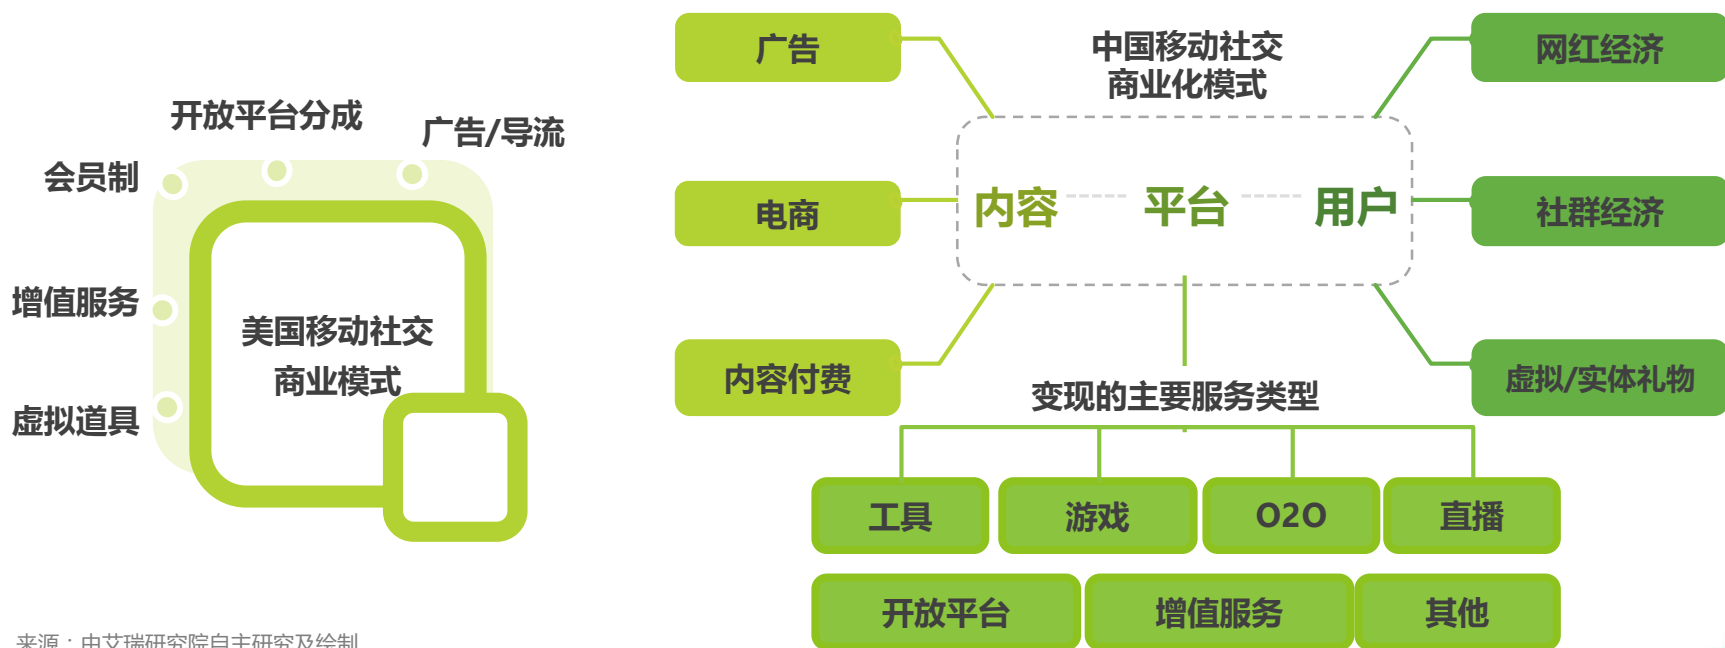 开放平台分成
广告/导流
会员制
增值服务
虚拟道具
美国移动社交
商业模式
中国移动社交
商业化模式
广告
电商
内容付费
内容
平台
用户
网红经济
社群经济
虚拟/实体礼物
变现的主要服务类型
工具
游戏
O2O
直播
开放平台
增值服务
其他
来源：由艾瑞研究院自主研究及绘制